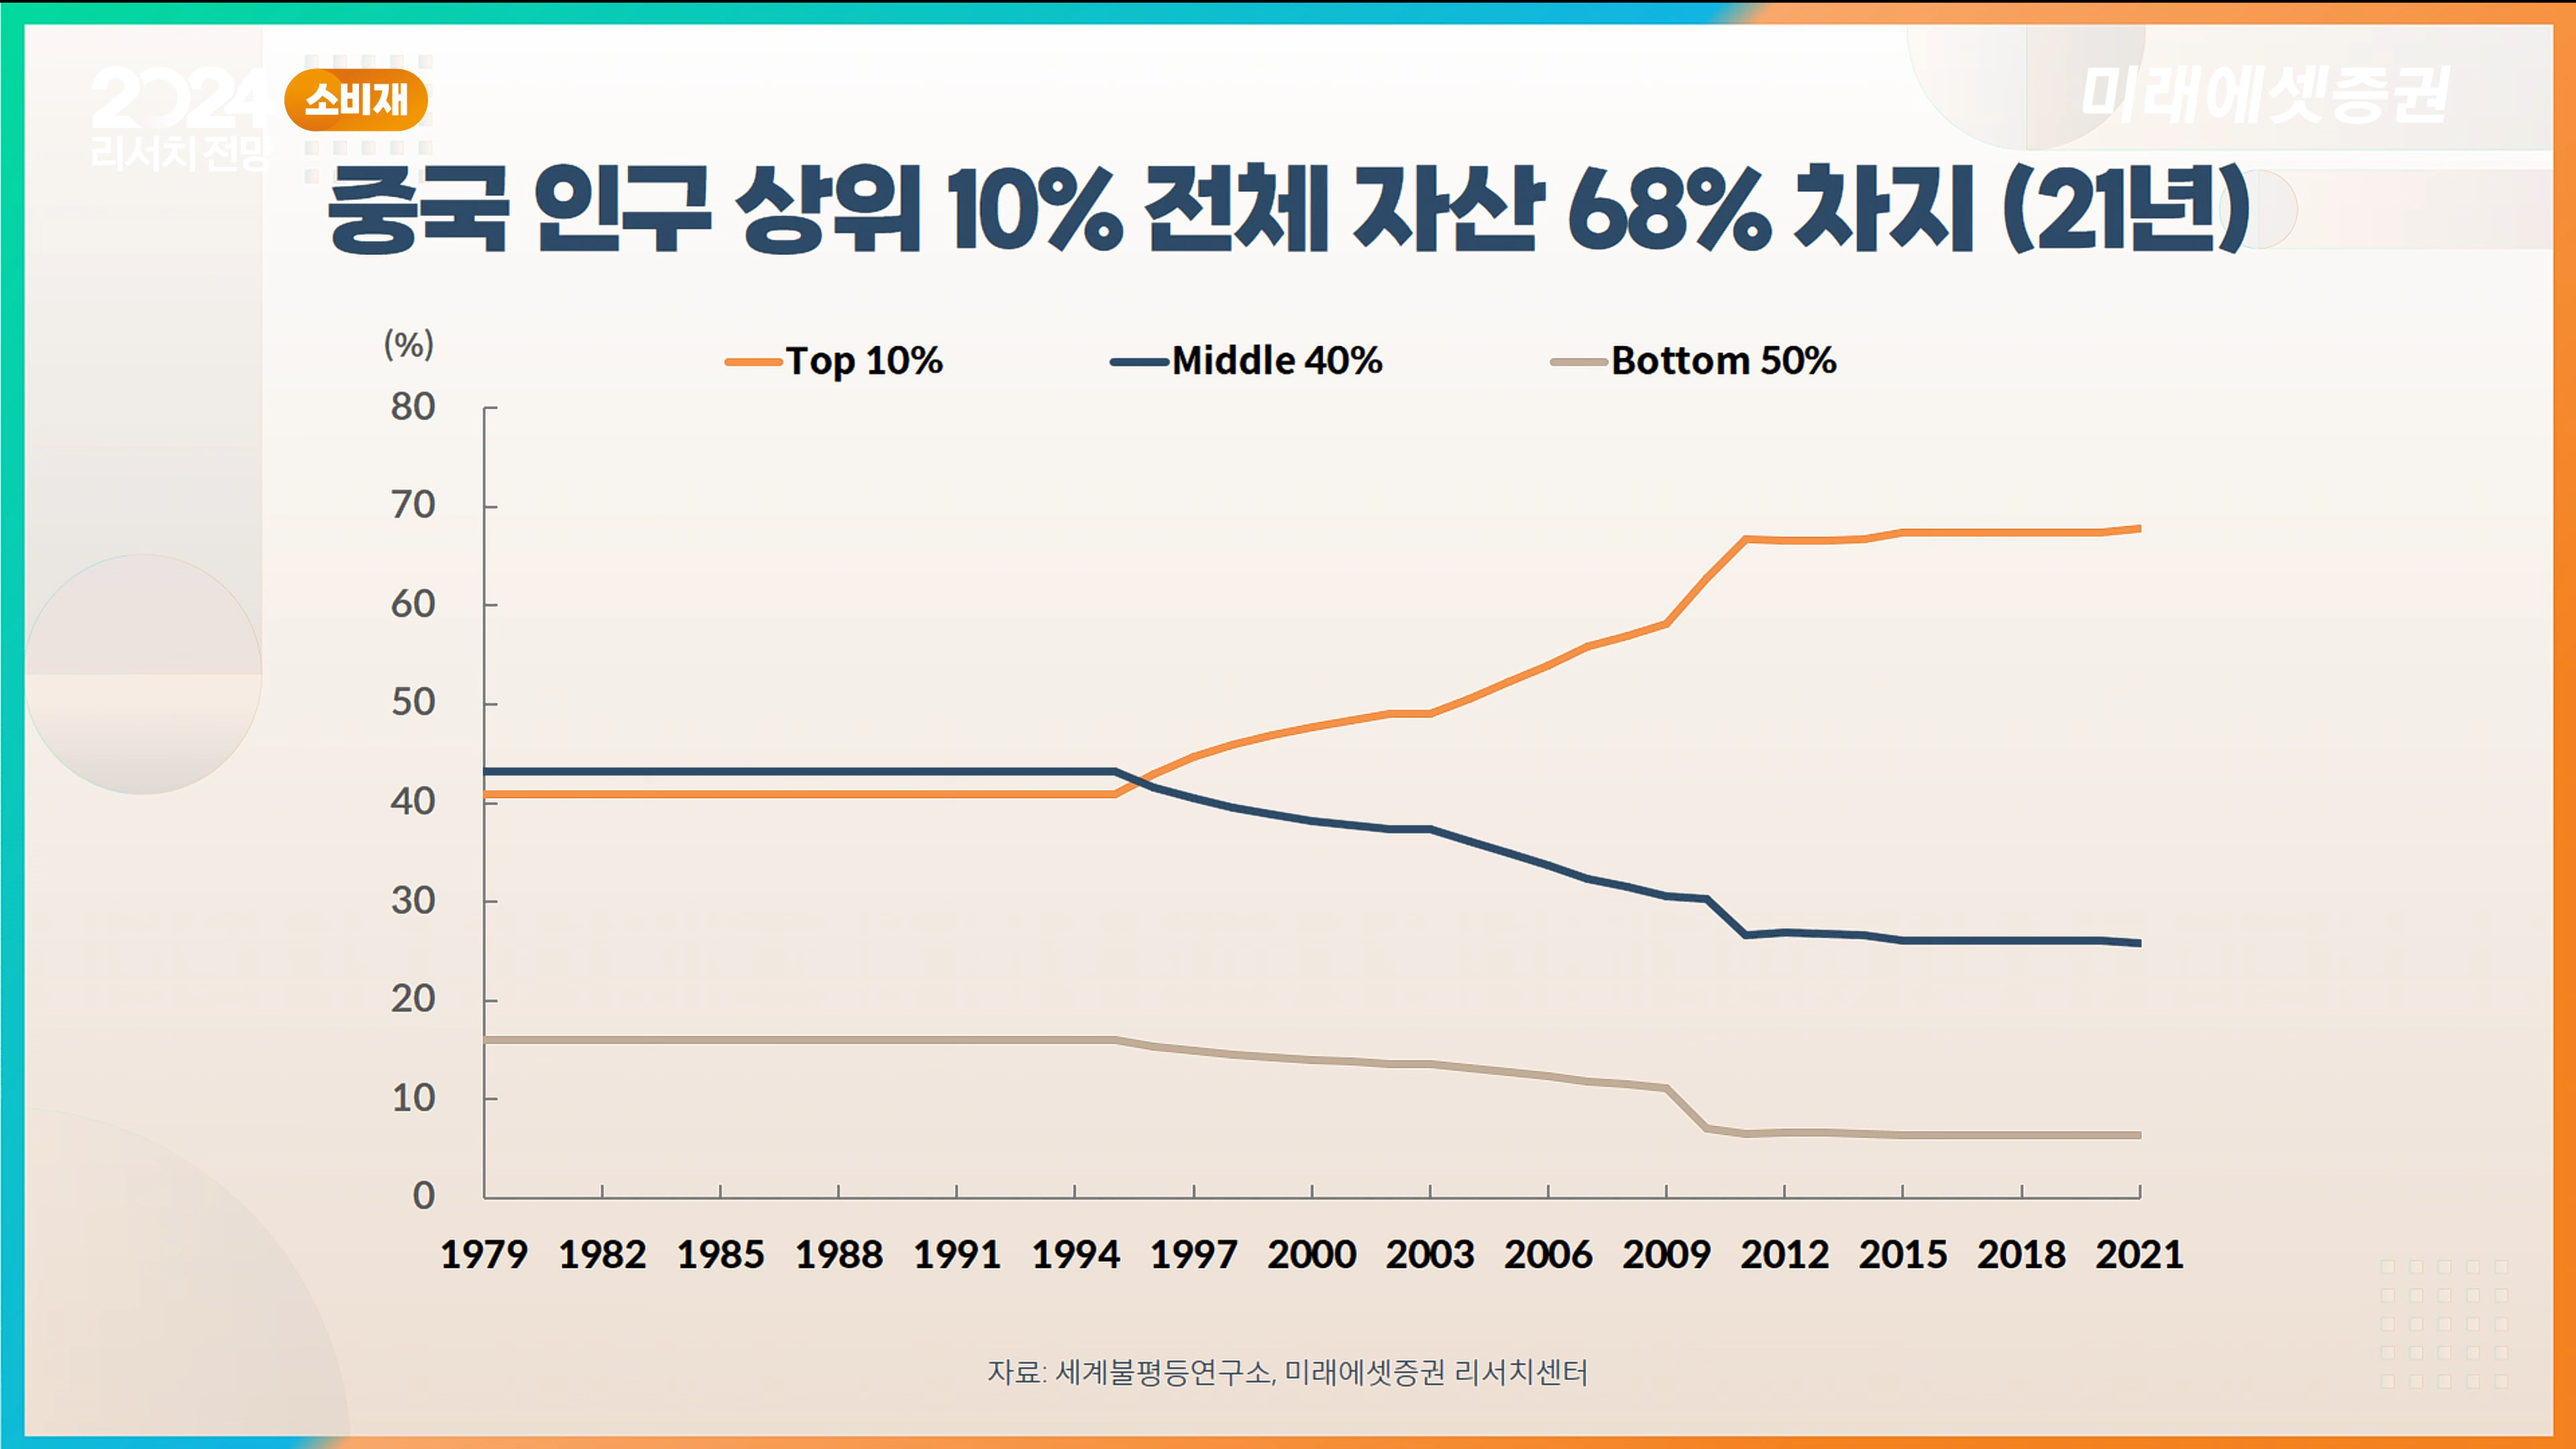 2024
리서치 전망
소비재
미래에셋증권
중국 인구 상위 10% 전체 자산 68% 차지 (21년)
(%)
Top 10% Middle 40% Bottom 50%
80
70
60
50
40
30
20
10
0
1979 1982 1985 1988 1991 1994 1997 2000 2003 2006 2009 2012 2015 2018 2021
자료: 세계불평등연구소, 미래에셋증권 리서치센터